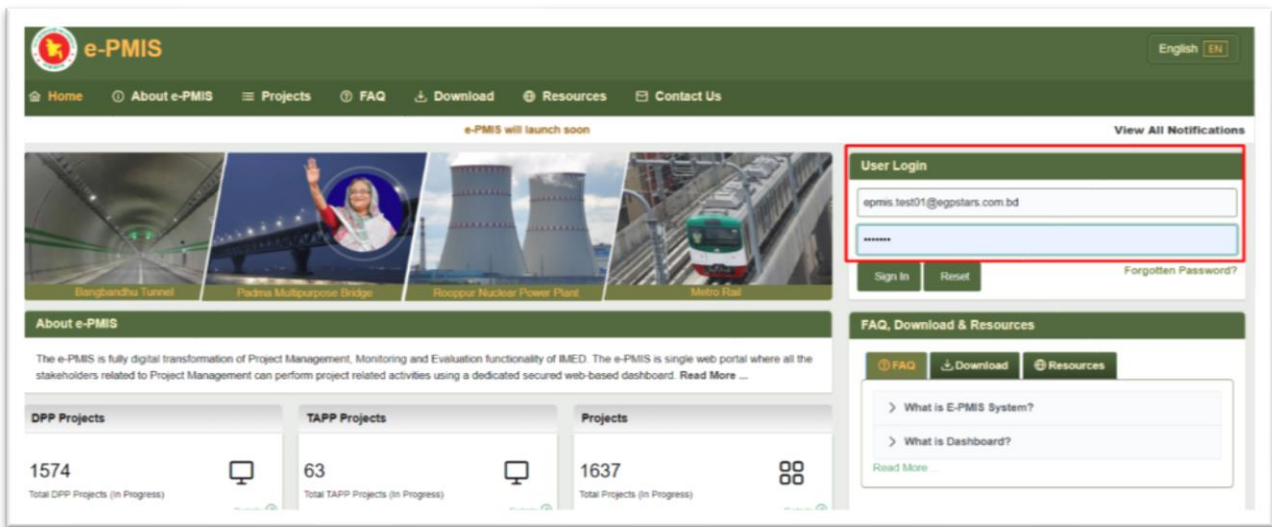 e-PMIS
English EN
Home About e-PMIS Projects FAQ Download Resources Contact Us
e-PMIS will launch soon
View All Notifications
Bangbandhu Tunnel
Padma Multipurpose Bridge
Rooppur Nuclear Power Plant
Metro Rail
User Login
epmis.test01@egpstars.com.bd
•••••••
Sign In Reset
Forgotten Password?
About e-PMIS
The e-PMIS is fully digital transformation of Project Management, Monitoring and Evaluation functionality of IMED. The e-PMIS is single web portal where all the
stakeholders related to Project Management can perform project related activities using a dedicated secured web-based dashboard. Read More ...
FAQ, Download & Resources
FAQ Download Resources
What is E-PMIS System?
What is Dashboard?
Read More ...
DPP Projects
1574
Total DPP Projects (In Progress)
TAPP Projects
63
Total TAPP Projects (In Progress)
Projects
1637
Total Projects (In Progress)